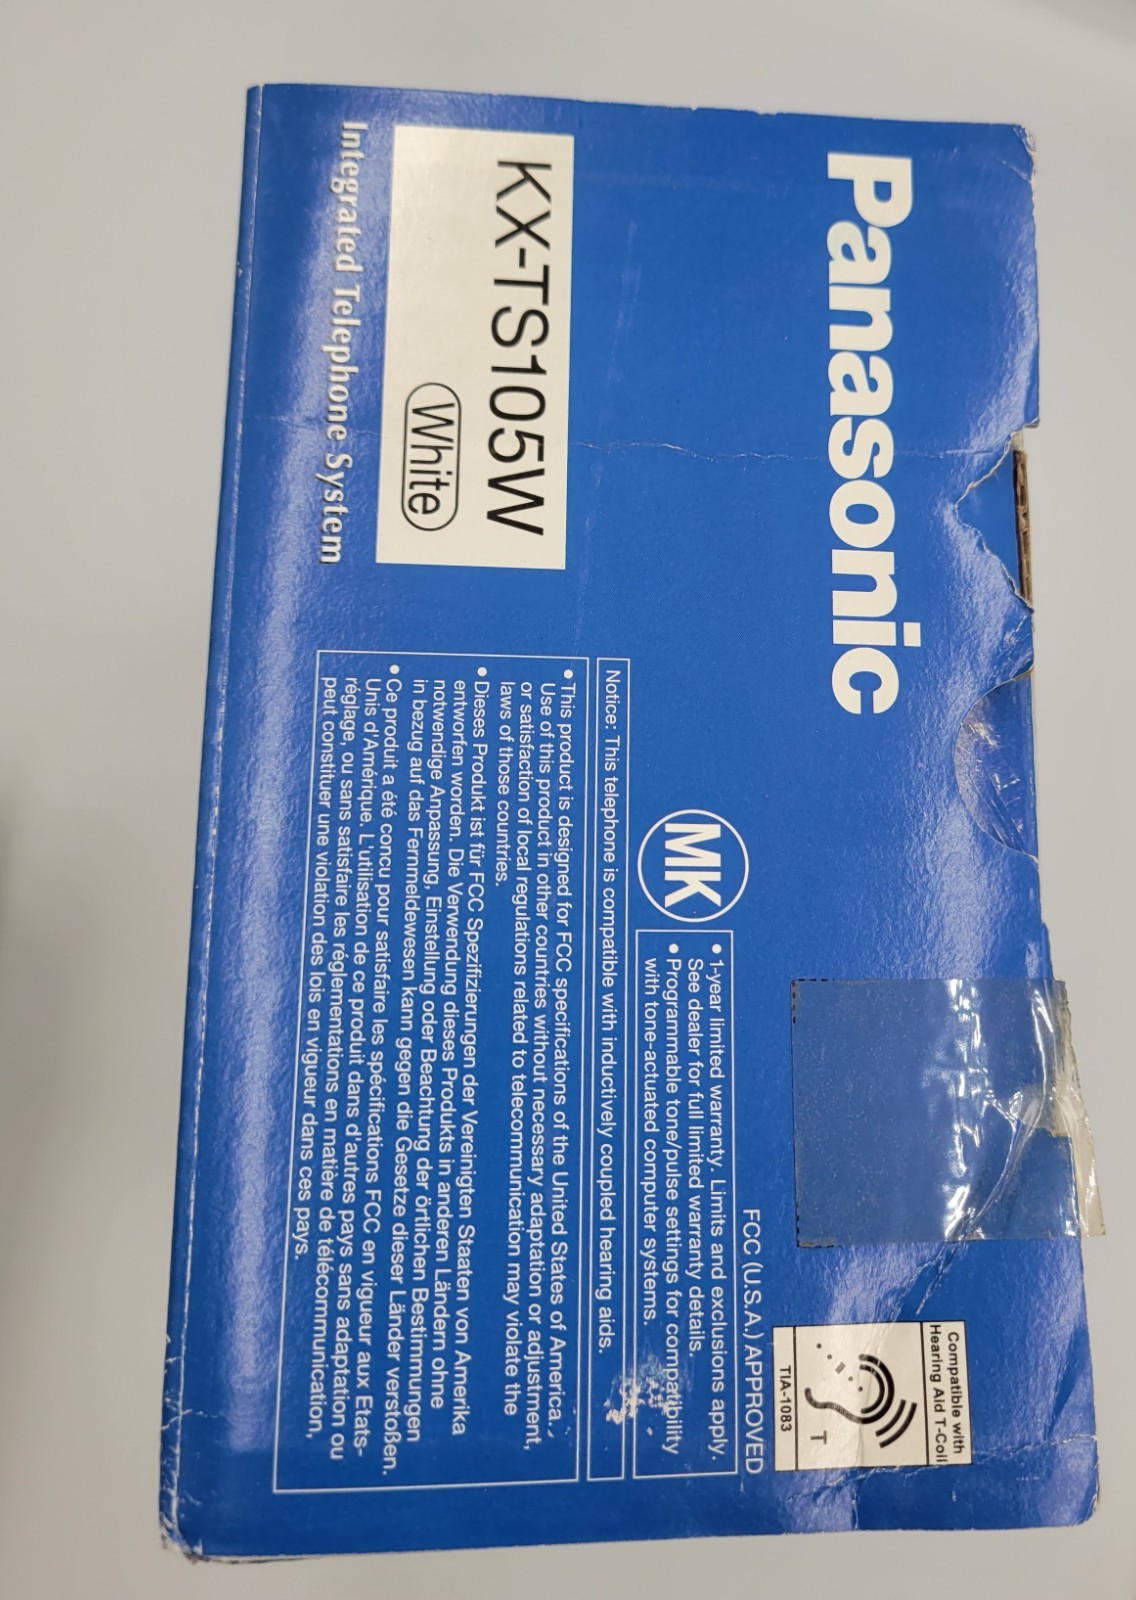 Panasonic
Compatible with
Hearing Aid T-Coil
T
TIA-1083
FCC (U.S.A.) APPROVED
MK
• 1-year limited warranty. Limits and exclusions apply.
See dealer for full limited warranty details.
• Programmable tone/pulse settings for compatibility
with tone-actuated computer systems.
KX-TS105W
White
Integrated Telephone System
Notice: This telephone is compatible with inductively coupled hearing aids.
• This product is designed for FCC specifications of the United States of America.
Use of this product in other countries without necessary adaptation or adjustment,
or satisfaction of local regulations related to telecommunication may violate the
laws of those countries.
• Dieses Produkt ist für FCC Spezifizierungen der Vereinigten Staaten von Amerika
entworfen worden. Die Verwendung dieses Produkts in anderen Ländern ohne
notwendige Anpassung, Einstellung oder Beachtung der örtlichen Bestimmungen
in bezug auf das Fernmeldewesen kann gegen die Gesetze dieser Länder verstoßen.
• Ce produit a été concu pour satisfaire les spécifications FCC en vigueur aux Etats-
Unis d'Amérique. L'utilisation de ce produit dans d'autres pays sans adaptation ou
réglage, ou sans satisfaire les réglementations en matière de télécommunication,
peut constituer une violation des lois en vigueur dans ces pays.